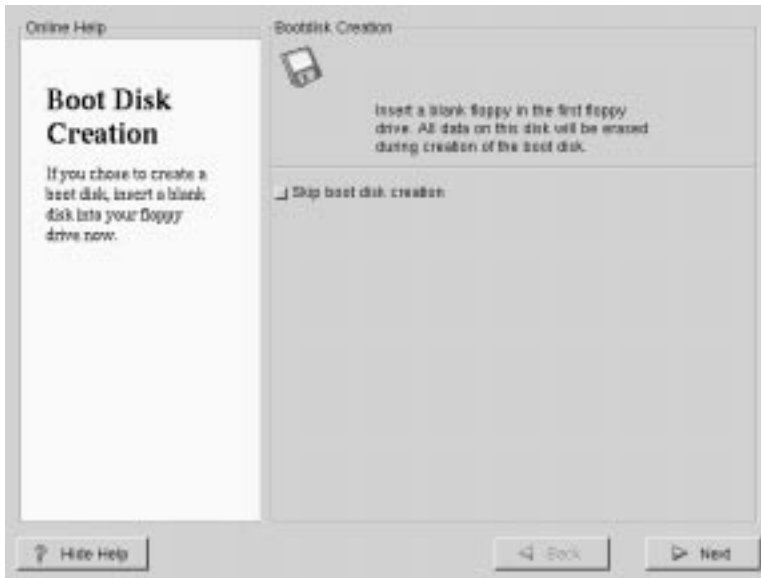 Online Help
Boot Disk
Creation
If you chose to create a
boot disk, insert a blank
disk into your floppy
drive now.
Bootdisk Creation
Insert a blank floppy in the first floppy
drive. All data on this disk will be erased
during creation of the boot disk.
Skip boot disk creation
? Hide Help
Back
Next